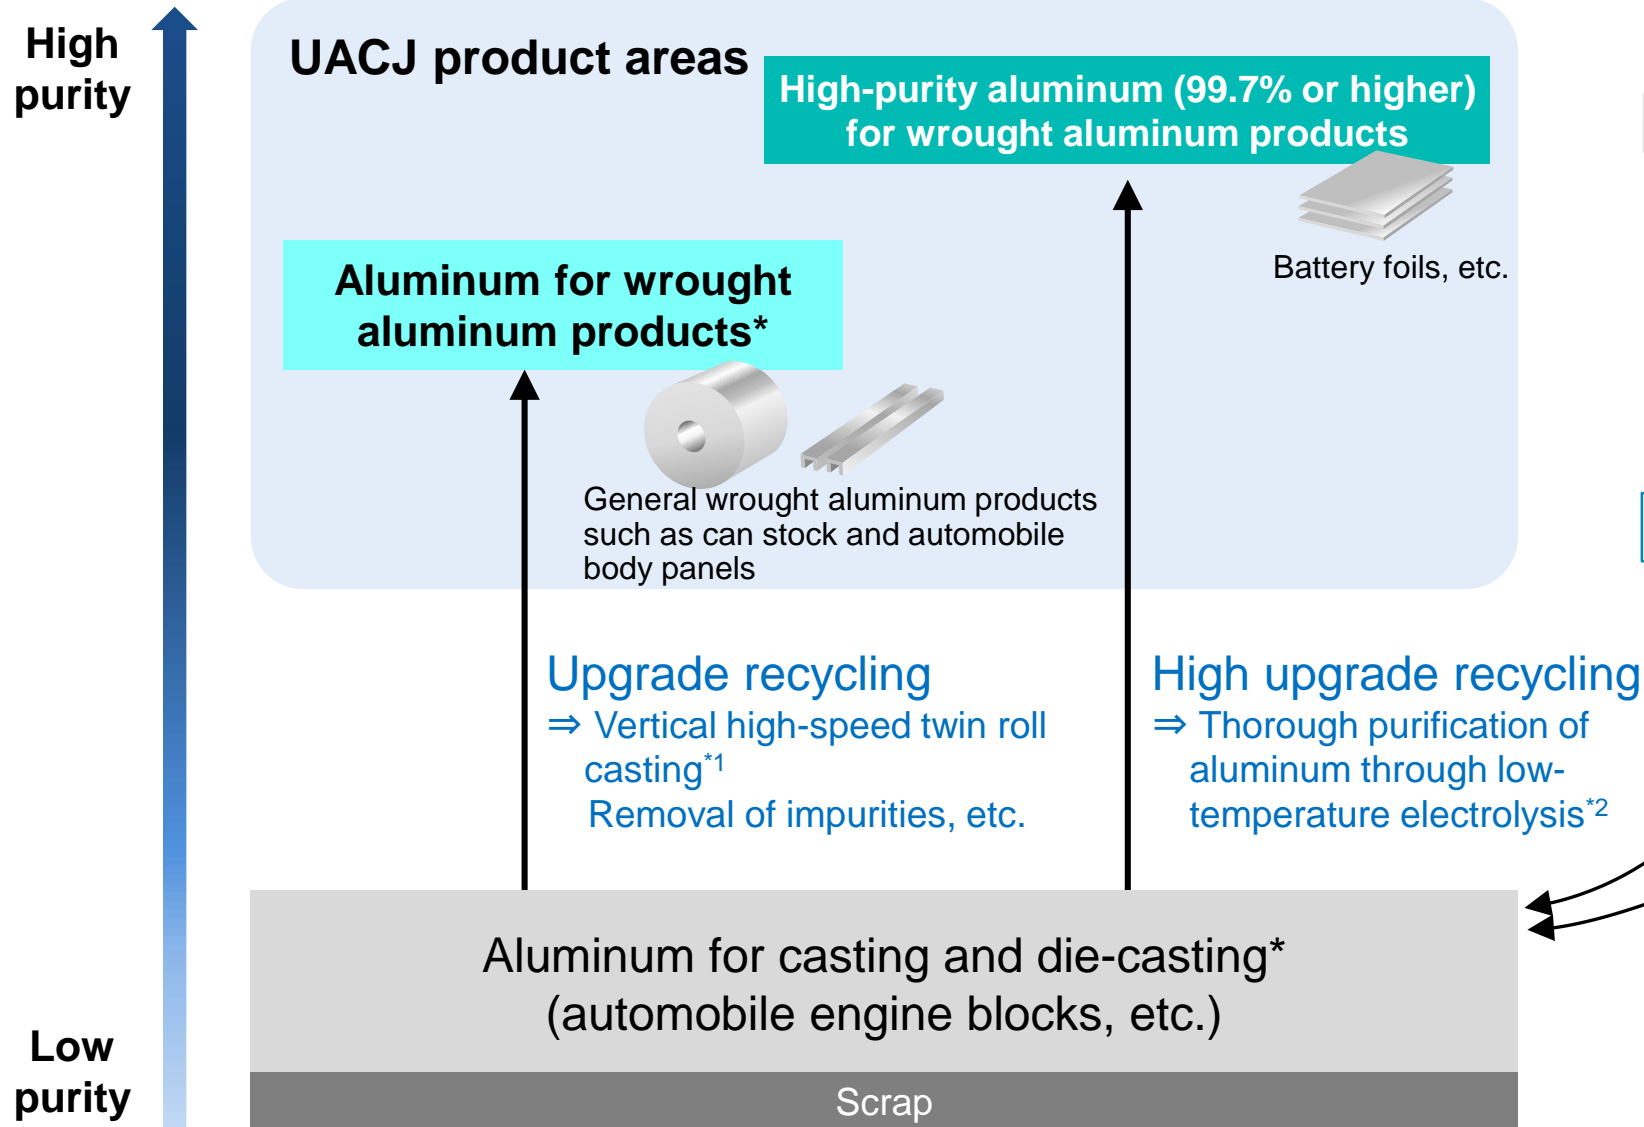 High
purity
UACJ product areas
High-purity aluminum (99.7% or higher)
for wrought aluminum products
Battery foils, etc.
Aluminum for wrought
aluminum products*
General wrought aluminum products
such as can stock and automobile
body panels
Upgrade recycling
⇒ Vertical high-speed twin roll
casting*1
Removal of impurities, etc.
High upgrade recycling
⇒ Thorough purification of
aluminum through low-
temperature electrolysis*2
Aluminum for casting and die-casting*
(automobile engine blocks, etc.)
Low
purity
Scrap